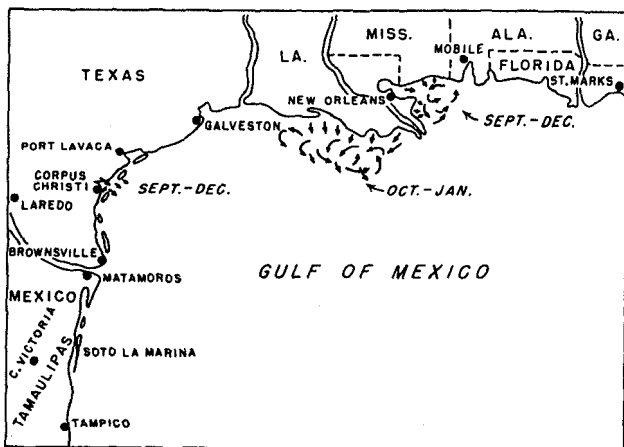 MISS.
ALA.
GA.
LA.
MOBILE
FLORIDA
TEXAS
ST. MARKS
NEW ORLEANS
GALVESTON
SEPT.-DEC.
PORT LAVACA
CORPUS
CHRISTI
SEPT.-DEC.
OCT.-JAN.
LAREDO
BROWNSVILLE
GULF OF MEXICO
MATAMOROS
MEXICO
C. VICTORIA
TAMAULIPAS
SOTO LA MARINA
TAMPICO